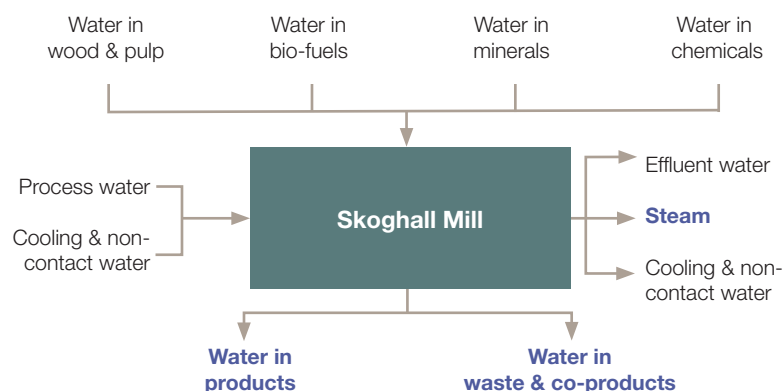 Water in
wood & pulp
Water in
bio-fuels
Water in
minerals
Water in
chemicals
Process water
Cooling & non-
contact water
Skoghall Mill
Effluent water
Steam
Cooling & non-
contact water
Water in
products
Water in
waste & co-products